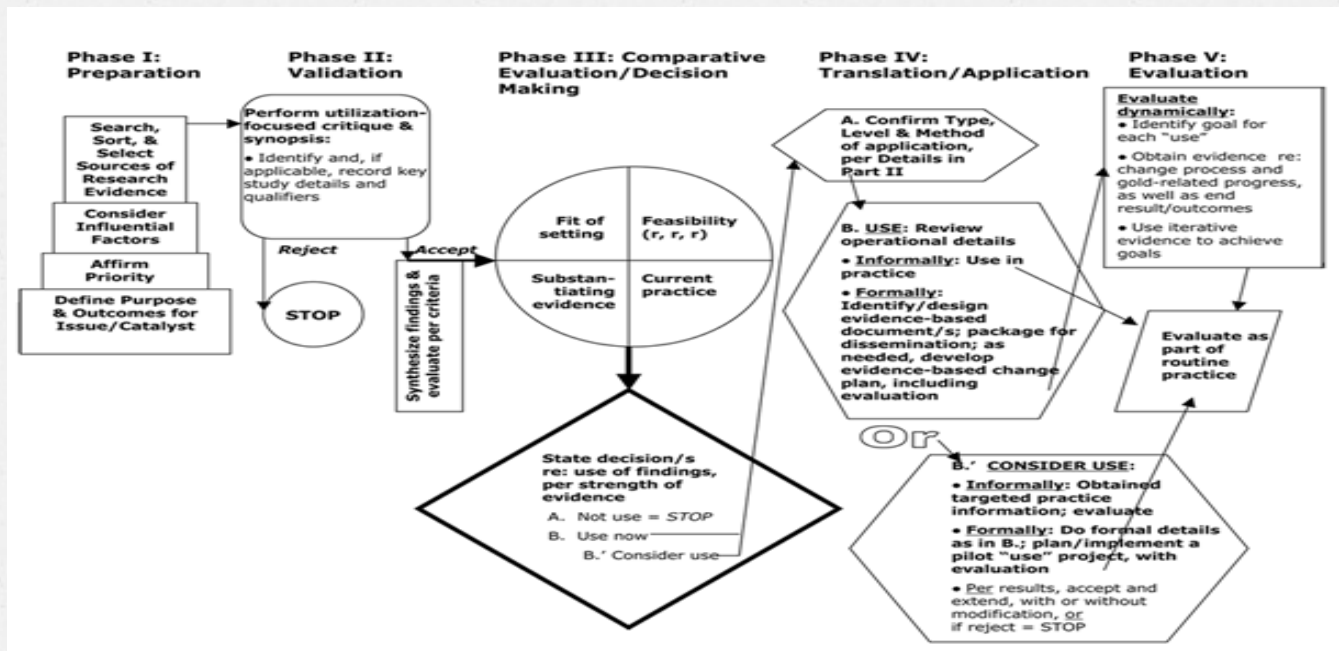 Phase I:
Preparation
Search,
Sort, &
Select
Sources of
Research
Evidence
Consider
Influential
Factors
Affirm
Priority
Define Purpose
& Outcomes for
Issue/Catalyst
Phase II:
Validation
Perform utilization-
focused critique &
synopsis:
• Identify and, if
applicable, record key
study details and
qualifiers
Reject
Accept
STOP
Synthesize findings &
evaluate per criteria
Phase III: Comparative
Evaluation/Decision
Making
Fit of
setting
Feasibility
(r, r, r)
Substan-
tiating
evidence
Current
practice
State decision/s
re: use of findings,
per strength of
evidence
A. Not use = STOP
B. Use now
B.' Consider use
Phase IV:
Translation/Application
A. Confirm Type,
Level & Method
of application,
per Details in
Part II
B. USE: Review
operational details
• Informally: Use in
practice
• Formally:
Identify/design
evidence-based
document/s; package for
dissemination; as
needed, develop
evidence-based change
plan, including
evaluation
Or
B.' CONSIDER USE:
• Informally: Obtained
targeted practice
information; evaluate
• Formally: Do formal details
as in B.; plan/implement a
pilot "use" project, with
evaluation
• Per results, accept and
extend, with or without
modification, or
if reject = STOP
Phase V:
Evaluation
Evaluate
dynamically:
• Identify goal for
each "use"
• Obtain evidence re:
change process and
gold-related progress,
as well as end
result/outcomes
• Use iterative
evidence to achieve
goals
Evaluate as
part of
routine
practice